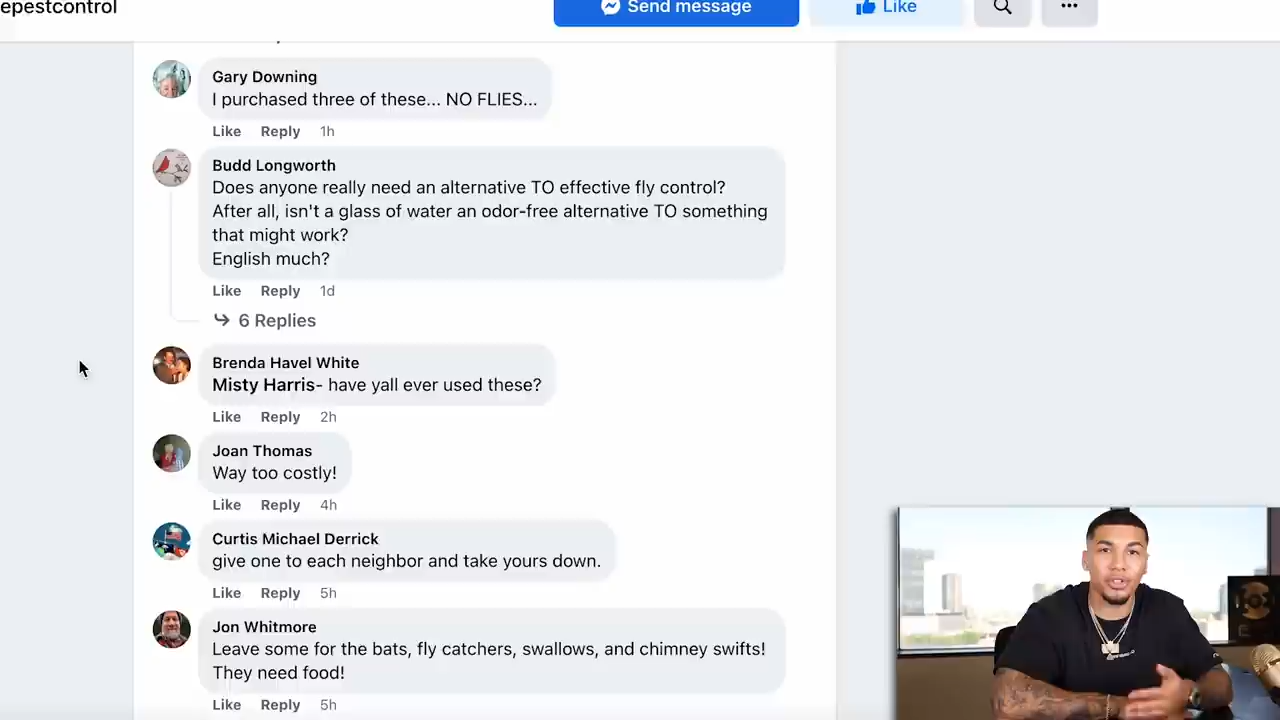 epestcontrol
Send message
Like
Gary Downing
I purchased three of these... NO FLIES...
Like Reply 1h
Budd Longworth
Does anyone really need an alternative TO effective fly control?
After all, isn't a glass of water an odor-free alternative TO something
that might work?
English much?
Like Reply 1d
6 Replies
Brenda Havel White
Misty Harris- have yall ever used these?
Like Reply 2h
Joan Thomas
Way too costly!
Like Reply 4h
Curtis Michael Derrick
give one to each neighbor and take yours down.
Like Reply 5h
Jon Whitmore
Leave some for the bats, fly catchers, swallows, and chimney swifts!
They need food!
Like Reply 5h